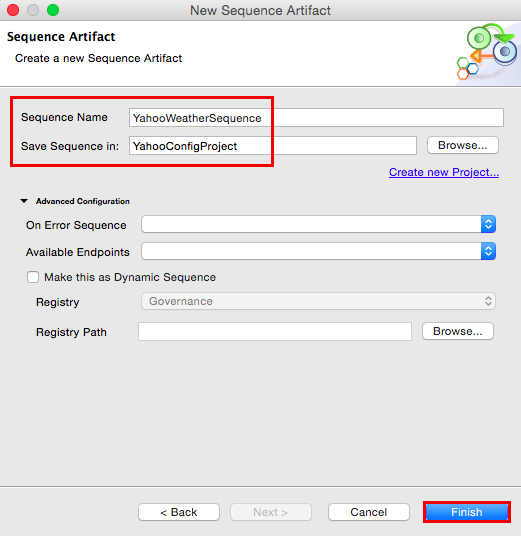 New Sequence Artifact
Sequence Artifact
Create a new Sequence Artifact
Sequence Name YahooWeatherSequence
Save Sequence in: YahooConfigProject Browse...
Create new Project...
Advanced Configuration
On Error Sequence
Available Endpoints
Make this as Dynamic Sequence
Registry Governance
Registry Path Browse...
< Back Next > Cancel Finish